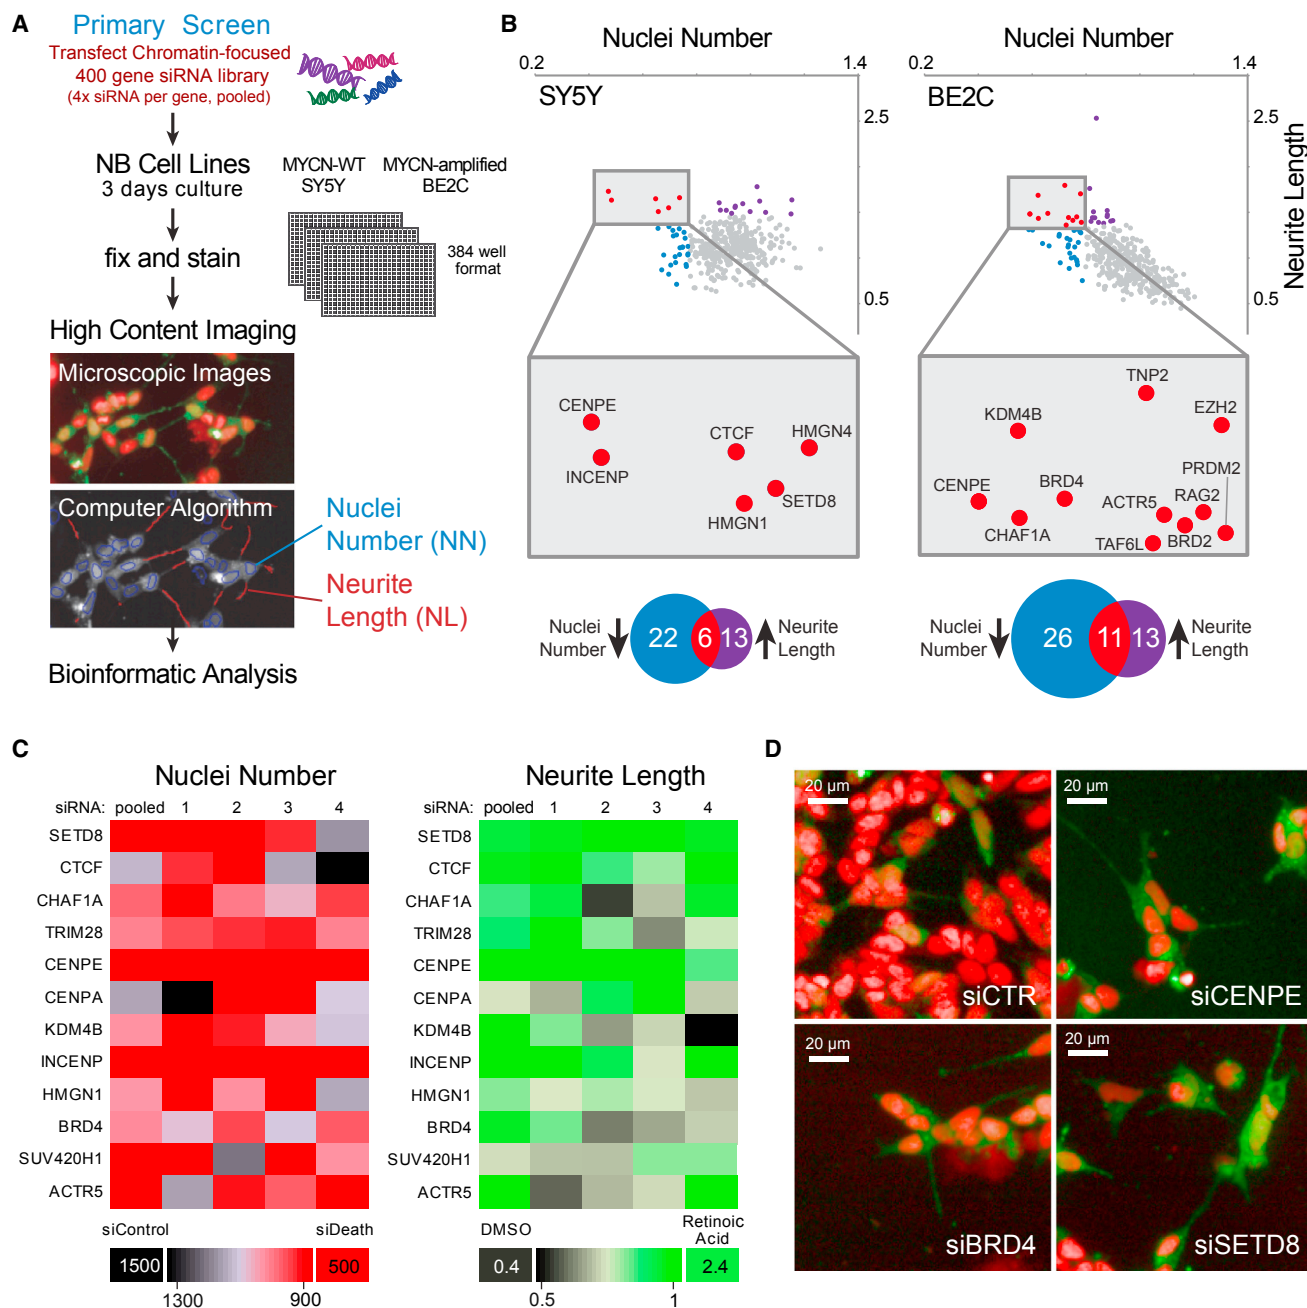 A
Primary Screen
Transfect Chromatin-focused
400 gene siRNA library
(4x siRNA per gene, pooled)
NB Cell Lines
3 days culture
MYCN-WT
SY5Y
MYCN-amplified
BE2C
fix and stain
384 well
format
High Content Imaging
Microscopic Images
Computer Algorithm
Nuclei
Number (NN)
Neurite
Length (NL)
Bioinformatic Analysis
B
Nuclei Number
0.2
1.4
SY5Y
2.5
0.5
CENPE
INCENP
CTCF
HMGN4
SETD8
HMGN1
Nuclei
Number
22
6
13
Neurite
Length
Nuclei Number
0.2
1.4
BE2C
2.5
Neurite Length
0.5
TNP2
KDM4B
EZH2
PRDM2
CENPE
BRD4
ACTR5
RAG2
CHAF1A
TAF6L
BRD2
Nuclei
Number
26
11
13
Neurite
Length
C
Nuclei Number
siRNA: pooled 1 2 3 4
SETD8
CTCF
CHAF1A
TRIM28
CENPE
CENPA
KDM4B
INCENP
HMGN1
BRD4
SUV420H1
ACTR5
siControl
siDeath
1500
500
1300
900
Neurite Length
siRNA: pooled 1 2 3 4
SETD8
CTCF
CHAF1A
TRIM28
CENPE
CENPA
KDM4B
INCENP
HMGN1
BRD4
SUV420H1
ACTR5
DMSO
Retinoic
Acid
0.4
2.4
0.5
1
D
20 µm
siCTR
20 µm
siCENPE
20 µm
siBRD4
20 µm
siSETD8